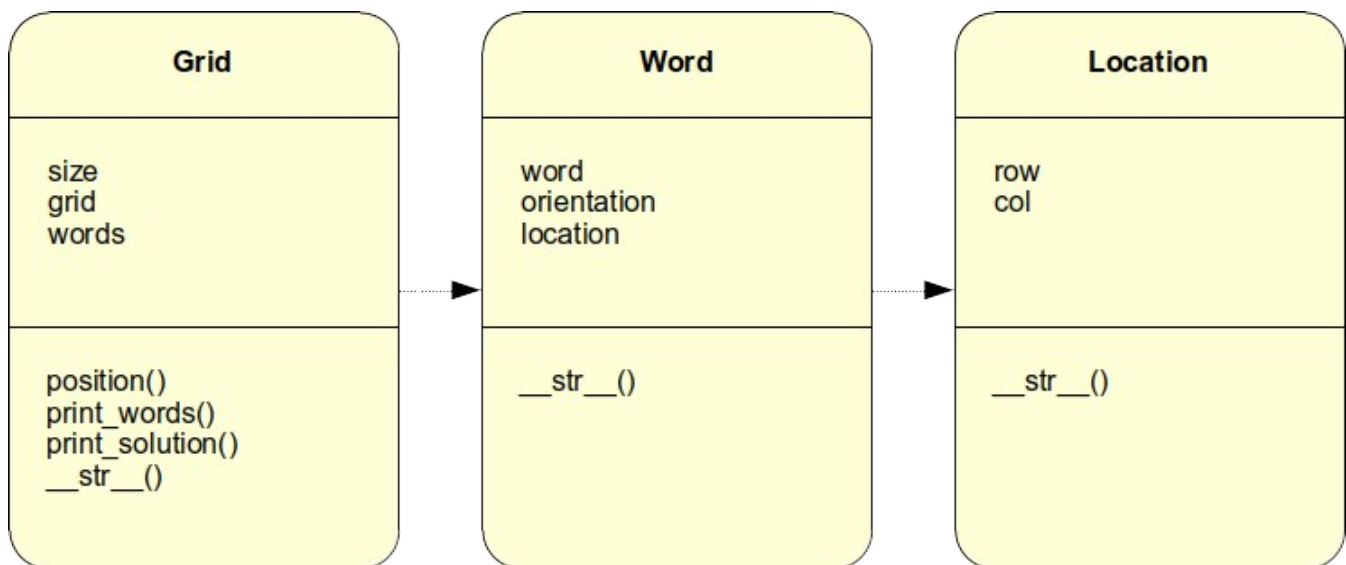 Grid
size
grid
words
position()
print_words()
print_solution()
__str__()
Word
word
orientation
location
__str__()
Location
row
col
__str__()